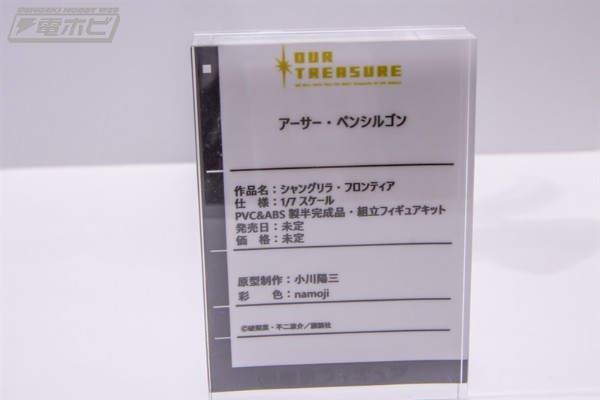 DENGEKI HOBBY WEB
電ホビ
OUR
TREASURE
アーサー・ペンシルゴン
作品名：シャングリラ・フロンティア
仕　様：1/7 スケール
PVC&ABS 製半完成品・組立フィギュアキット
発売日：未定
価　格：未定
原型制作：小川陽三
彩　　色：namoji
©硬梨菜・不二涼介／講談社